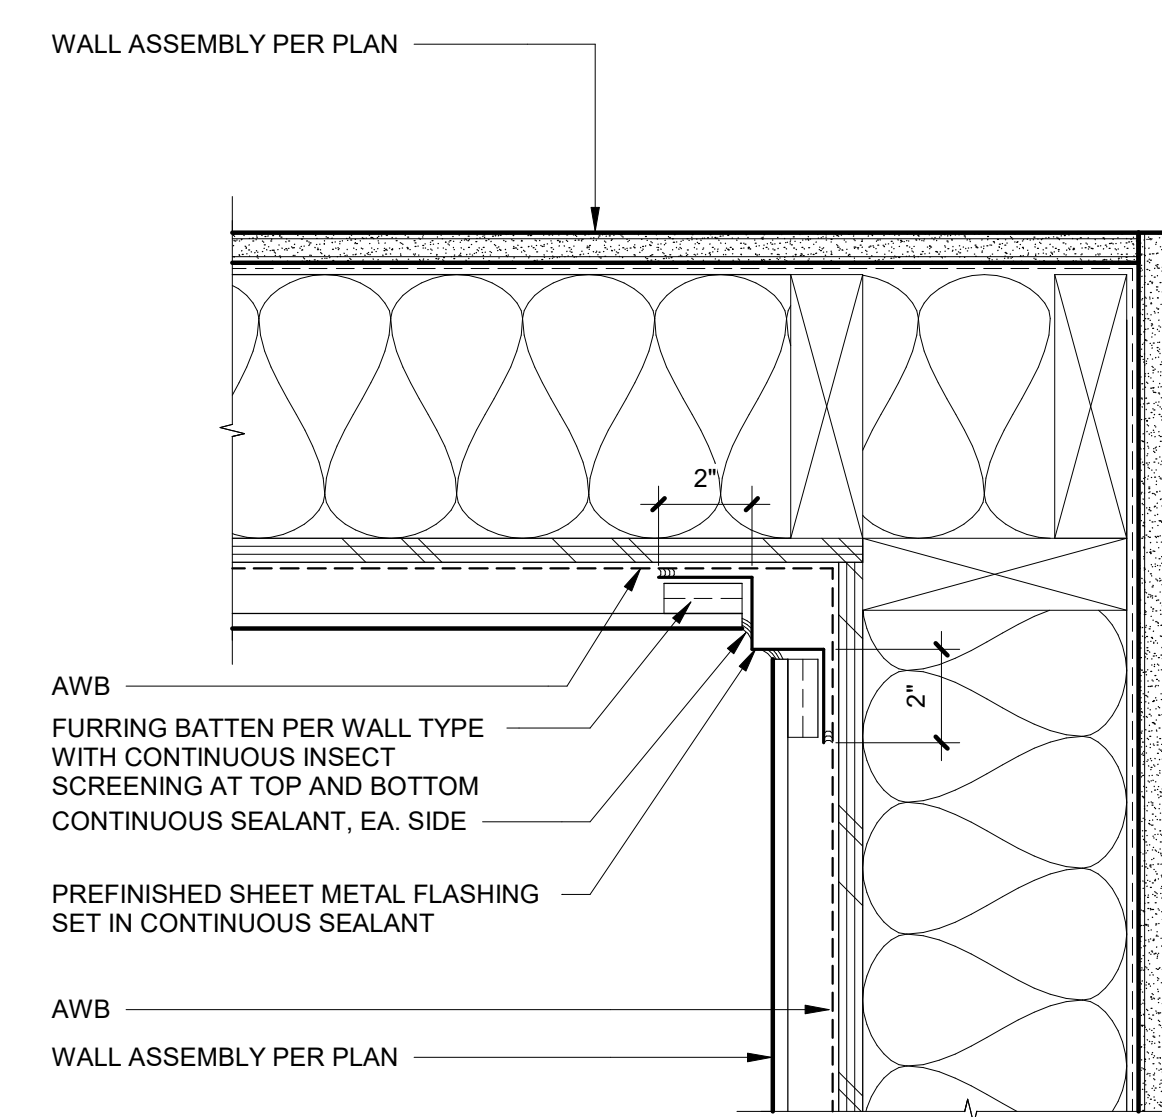 WALL ASSEMBLY PER PLAN
2"
AWB
2"
FURRING BATTEN PER WALL TYPE
WITH CONTINUOUS INSECT
SCREENING AT TOP AND BOTTOM
CONTINUOUS SEALANT, EA. SIDE
PREFINISHED SHEET METAL FLASHING
SET IN CONTINUOUS SEALANT
AWB
WALL ASSEMBLY PER PLAN